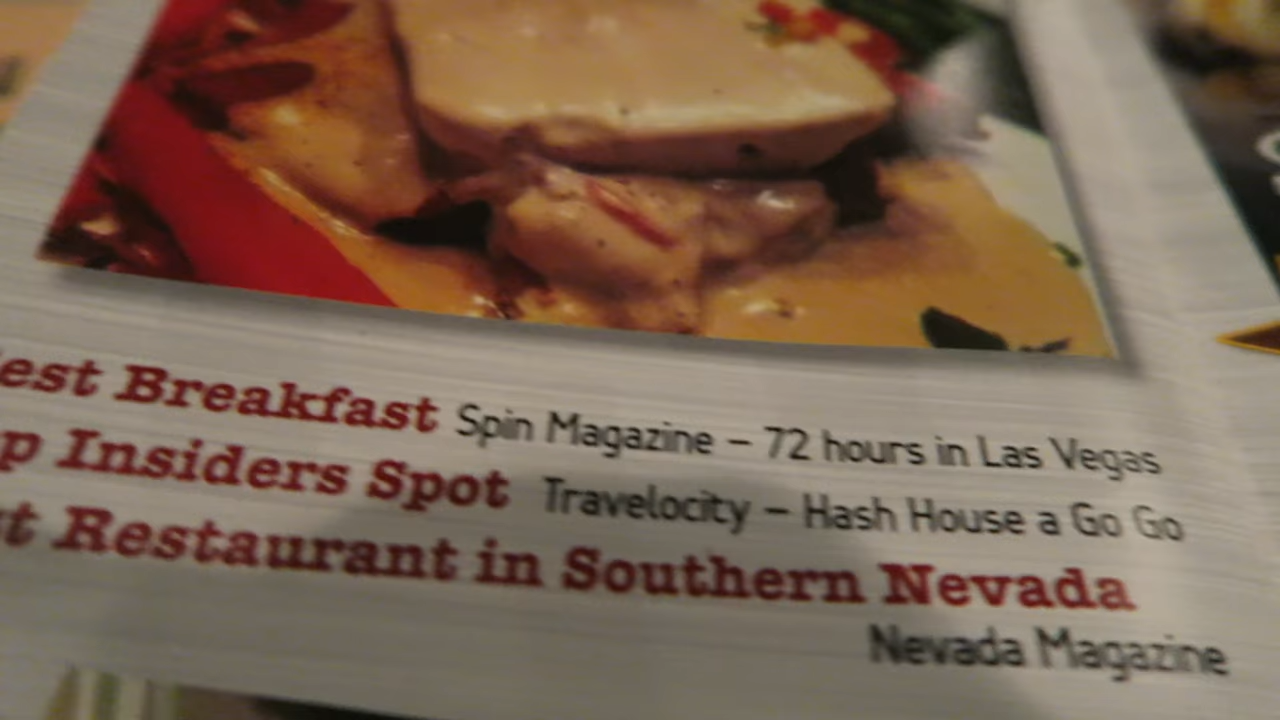 est Breakfast Spin Magazine – 72 hours in Las Vegas
p Insiders Spot Travelocity – Hash House a Go Go
t Restaurant in Southern Nevada
Nevada Magazine